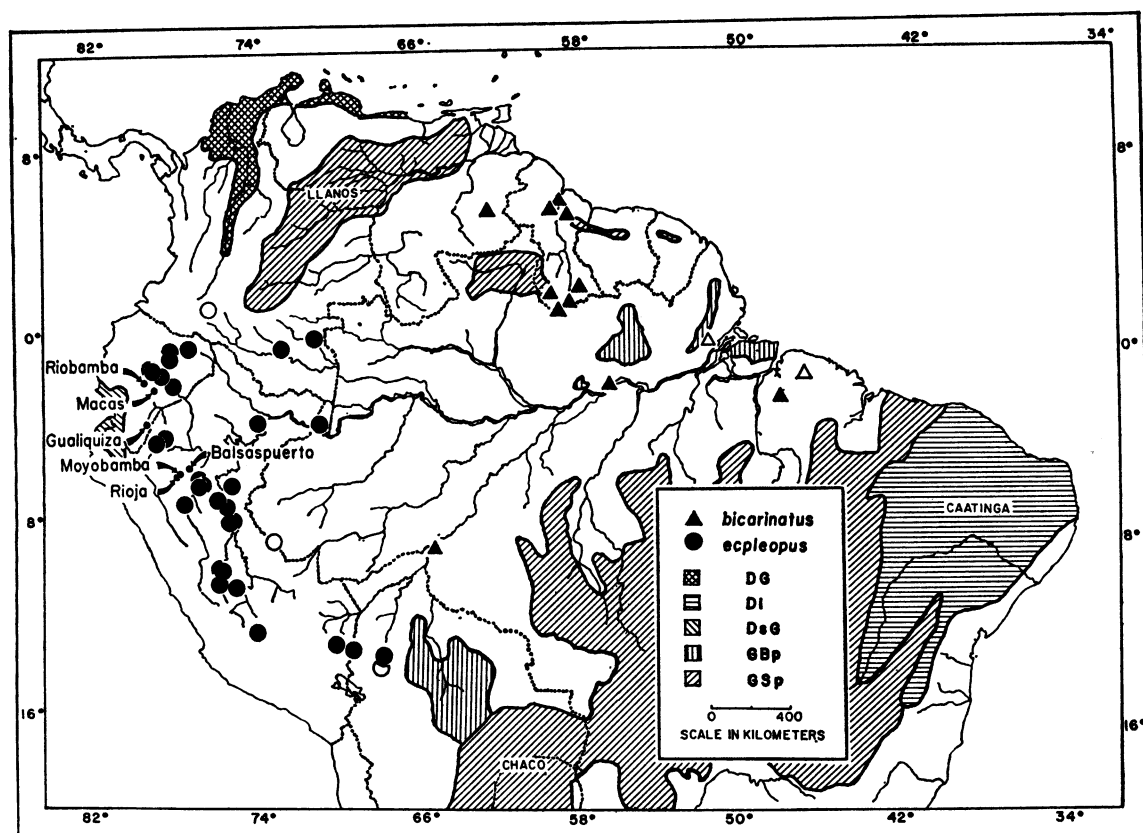 82° 74° 66° 58° 50° 42° 34°
8° 8°
LLANOS
0° 0°
Riobamba
Macas
Gualiquiza
Balsaspuerto
Moyobamba
Rioja
CAATINGA
bicarinatus
ecpleopus
8° 8°
DG
DI
DsG
GBp
GSp
0 400
SCALE IN KILOMETERS
16° 16°
CHACO
82° 74° 66° 58° 50° 42° 34°